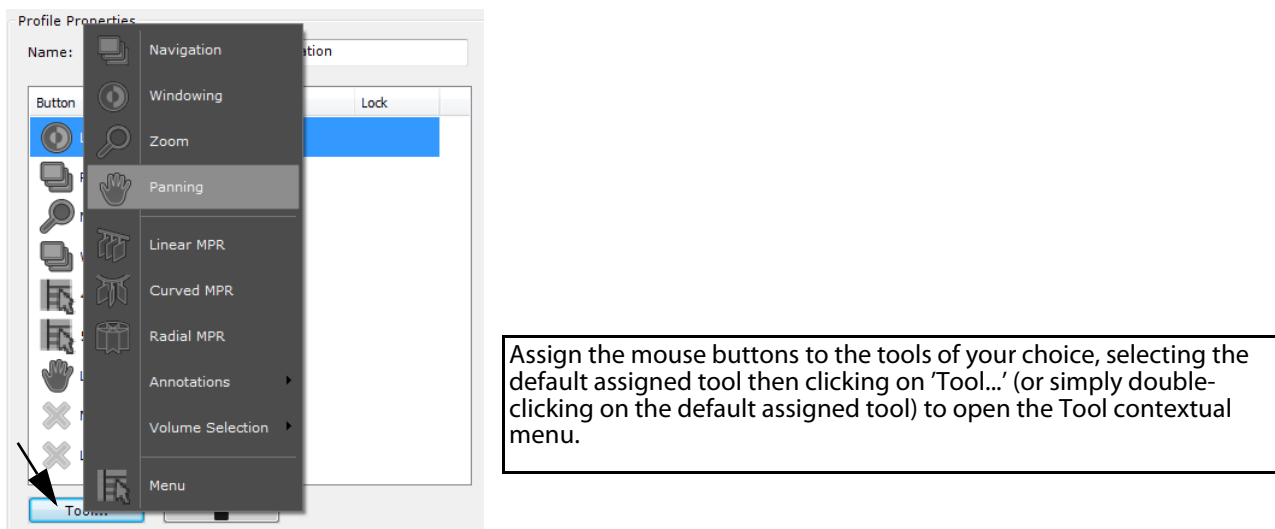 Profile Properties
Name:
ation
Button
Lock
Navigation
Windowing
Zoom
Panning
Linear MPR
Curved MPR
Radial MPR
Annotations
Volume Selection
Menu
Assign the mouse buttons to the tools of your choice, selecting the
default assigned tool then clicking on ’Tool...’ (or simply double-
clicking on the default assigned tool) to open the Tool contextual
menu.